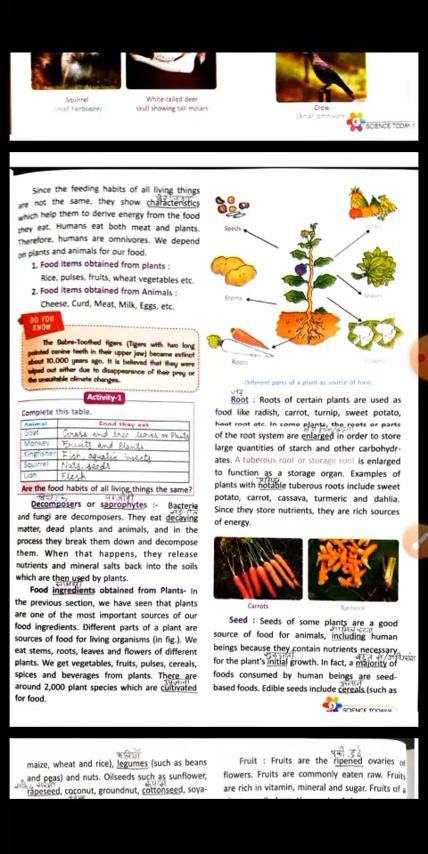 Squirrel
(small herbivore)
White-tailed deer
skull showing tall molars
Crow
(Small omnivore)
4
SCIENCE TODAY-5
Since the feeding habits of all living things
are not the same, they show characteristics
which help them to derive energy from the food
they eat. Humans eat both meat and plants.
Therefore, humans are omnivores. We depend
on plants and animals for our food.
1. Food items obtained from plants :
Rice, pulses, fruits, wheat vegetables etc.
2. Food items obtained from Animals :
Cheese, Curd, Meat, Milk, Eggs, etc.
DO YOU
KNOW
The Sabre-Toothed tigers (Tigers with two long
pointed canine teeth in their upper jaw) became extinct
about 10,000 years ago. It is believed that they were
wiped out either due to disappearance of their prey or
the unsuitable climate changes.
Activity-1
Complete this table.
Animal Food they eat
Goat Grass and tree leaves or Plants
Monkey Fruits and Plants
Kingfisher Fish, aquatic insects
Squirrel Nuts, seeds
Lion Flesh
Are the food habits of all living things the same?
Decomposers or saprophytes :- Bacteria
and fungi are decomposers. They eat decaying
matter, dead plants and animals, and in the
process they break them down and decompose
them. When that happens, they release
nutrients and mineral salts back into the soils
which are then used by plants.
सामग्री
Food ingredients obtained from Plants- In
the previous section, we have seen that plants
are one of the most important sources of our
food ingredients. Different parts of a plant are
sources of food for living organisms (in fig.). We
eat stems, roots, leaves and flowers of different
plants. We get vegetables, fruits, pulses, cereals,
spices and beverages from plants. There are
around 2,000 plant species which are cultivated
for food.
Seeds
Stems
Roots
Leaves
Different parts of a plant as source of food
जड़
Root : Roots of certain plants are used as
food like radish, carrot, turnip, sweet potato,
beet root etc. In some plants, the roots or parts
of the root system are enlarged in order to store
large quantities of starch and other carbohydr-
ates. A tuberous root or storage root is enlarged
to function as a storage organ. Examples of
plants with notable tuberous roots include sweet
potato, carrot, cassava, turmeric and dahlia.
Since they store nutrients, they are rich sources
of energy.
Carrots
Turmeric
Seed : Seeds of some plants are a good
source of food for animals, including human
beings because they contain nutrients necessary
for the plant's initial growth. In fact, a majority of
foods consumed by human beings are seed-
अनाज
based foods. Edible seeds include cereals (such as
5
SCIENCE TODAY-5
maize, wheat and rice), legumes (such as beans
and peas) and nuts. Oilseeds such as sunflower,
rapeseed, coconut, groundnut, cottonseed, soya-
पकी हुई
Fruit : Fruits are the ripened ovaries of
flowers. Fruits are commonly eaten raw. Fruits
are rich in vitamin, mineral and sugar. Fruits of a